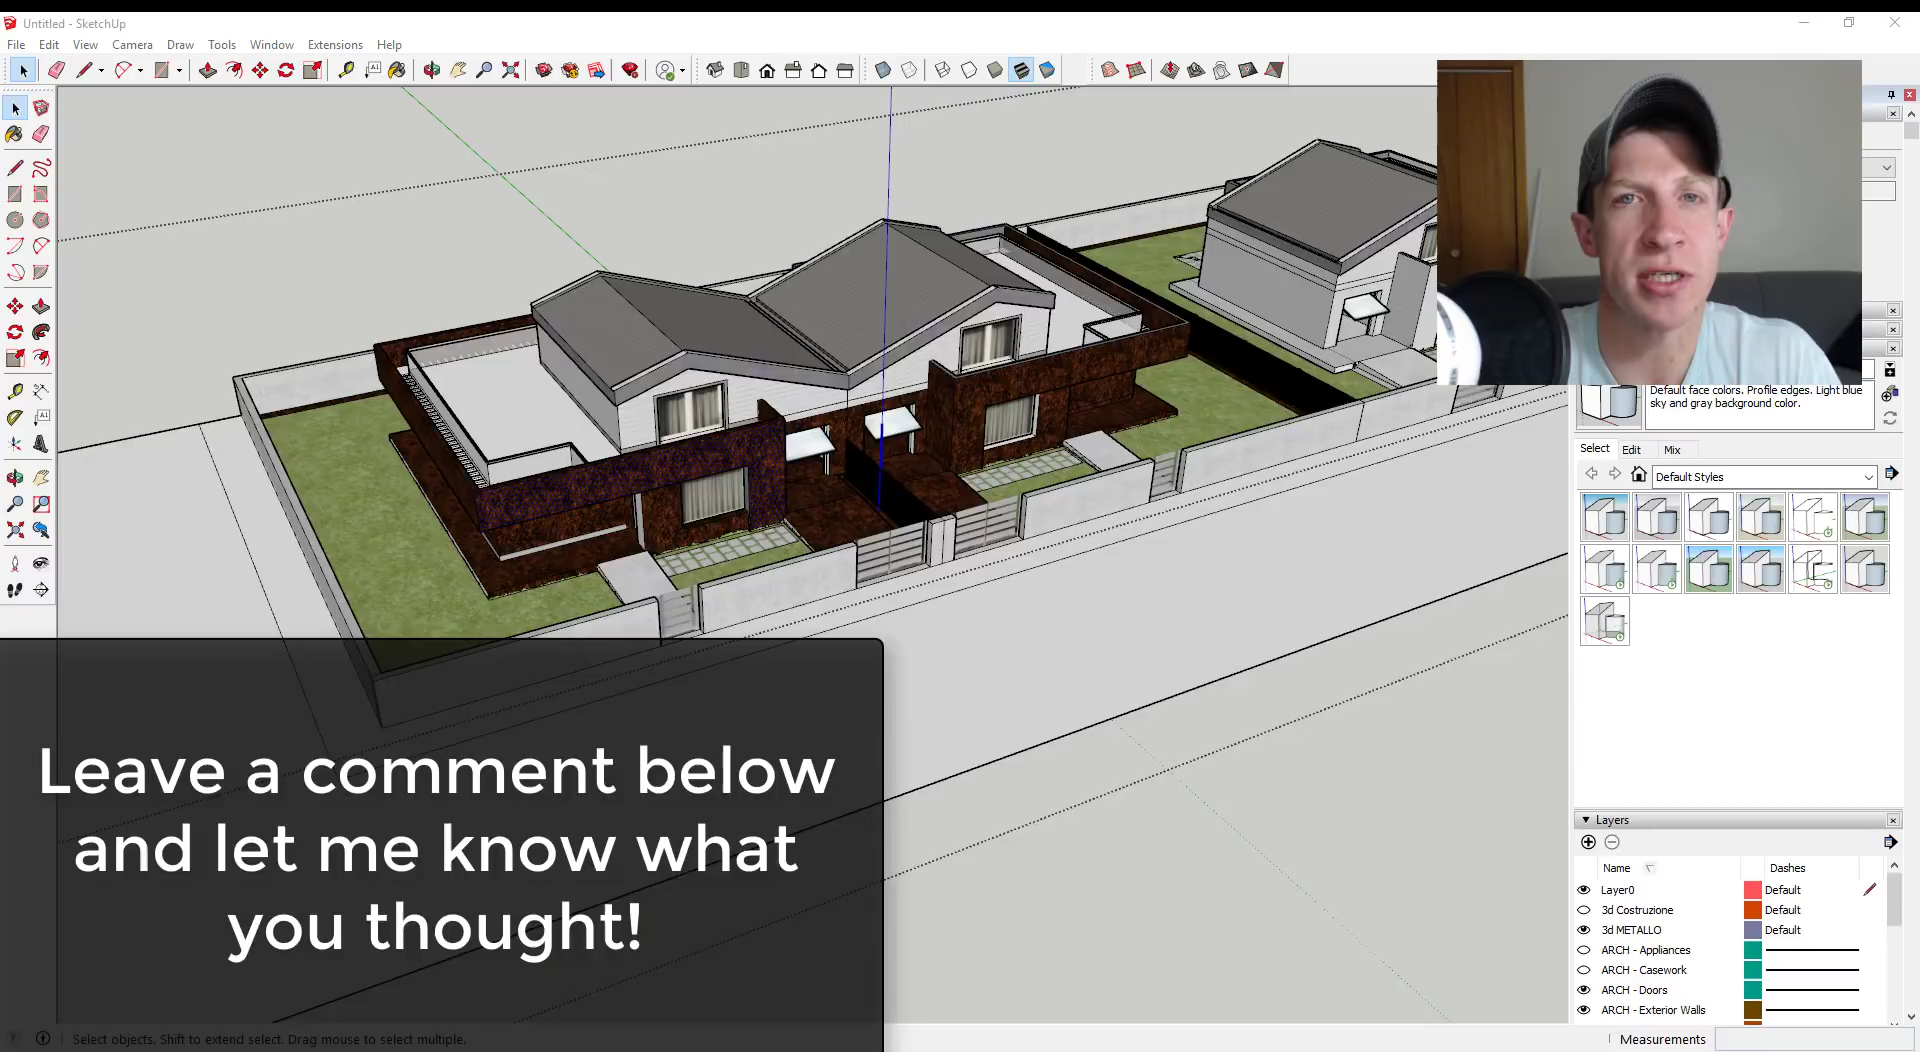 Untitled - SketchUp
File Edit View Camera Draw Tools Window Extensions Help
Default face colors. Profile edges. Light blue
sky and gray background color.
Select Edit Mix
Default Styles
Layers
Name Dashes
Layer0 Default
3d Costruzione Default
3d METALLO Default
ARCH - Appliances
ARCH - Casework
ARCH - Doors
ARCH - Exterior Walls
Leave a comment below
and let me know what
you thought!
Select objects. Shift to extend select. Drag mouse to select multiple.
Measurements